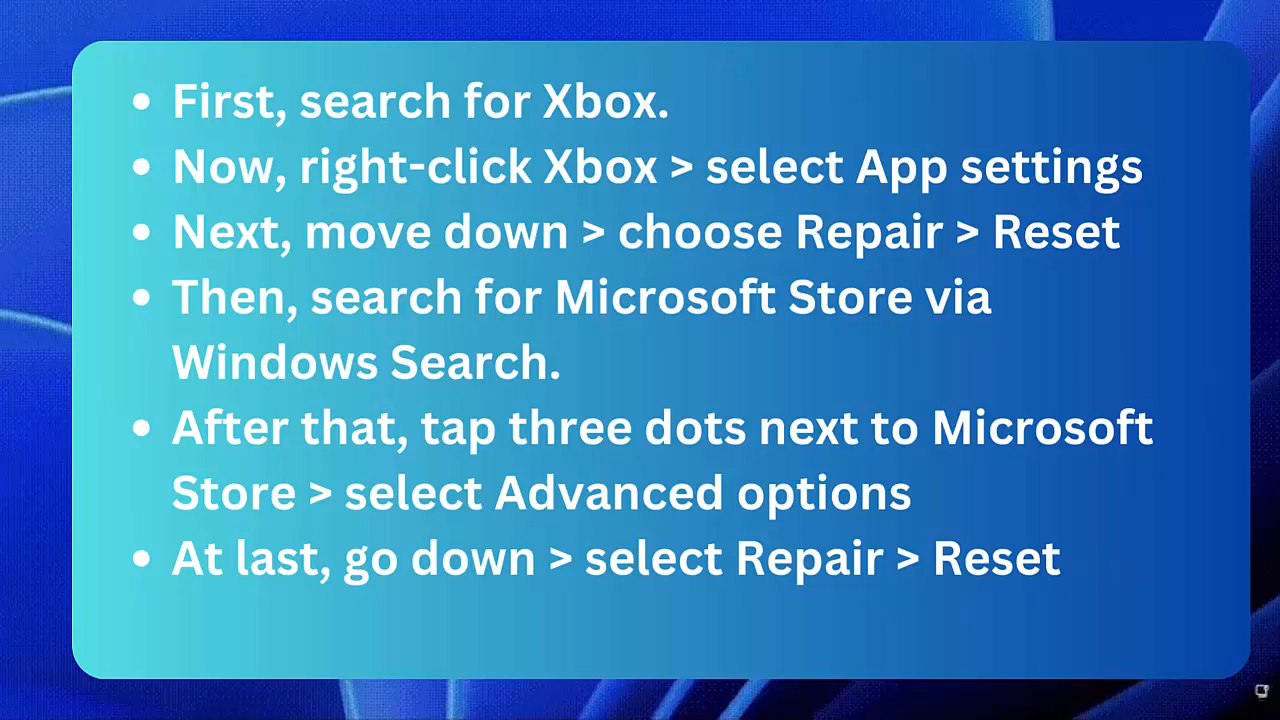 • First, search for Xbox.
• Now, right-click Xbox > select App settings
• Next, move down > choose Repair > Reset
• Then, search for Microsoft Store via
Windows Search.
• After that, tap three dots next to Microsoft
Store > select Advanced options
• At last, go down > select Repair > Reset